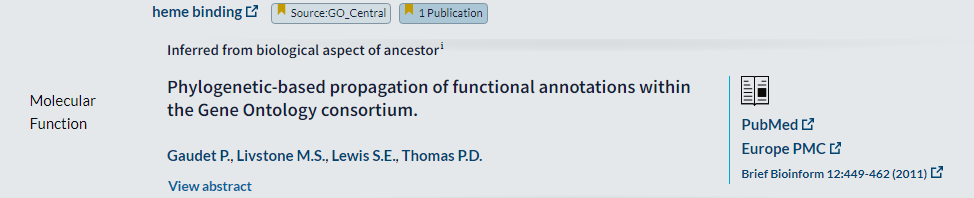 heme binding Source:GO_Central 1 Publication
Inferred from biological aspect of ancestor i
Phylogenetic-based propagation of functional annotations within
the Gene Ontology consortium.
Molecular
Function
Gaudet P., Livstone M.S., Lewis S.E., Thomas P.D.
View abstract
PubMed
Europe PMC
Brief Bioinform 12:449-462 (2011)